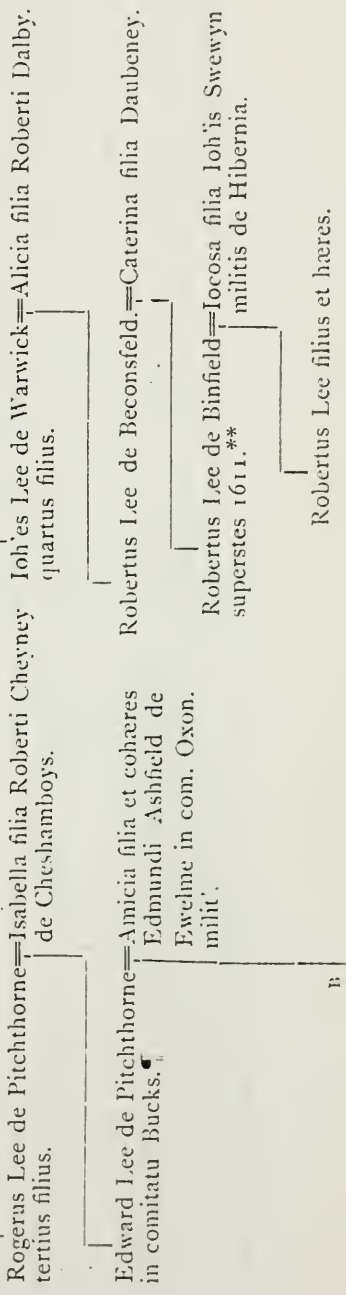 Rogerus Lee de Pitchthorne=Isabella filia Roberti Cheyney
tertius filius. de Cheshamboys.
Edward Lee de Pitchthorne=Amicia filia et cohæres
in comitatu Bucks.¶ Edmundi Ashfield de
Ewelme in com. Oxon.
milit'.
B
Ioh'es Lee de Warwick=Alicia filia Roberti Dalby.
quartus filius.
Robertus Lee de Beconsfeld.=Caterina filia Daubeney.
Robertus Lee de Binfield=Iocosa filia Ioh'is Swewyn
superstes 1611.** militis de Hibernia.
Robertus Lee filius et hæres.